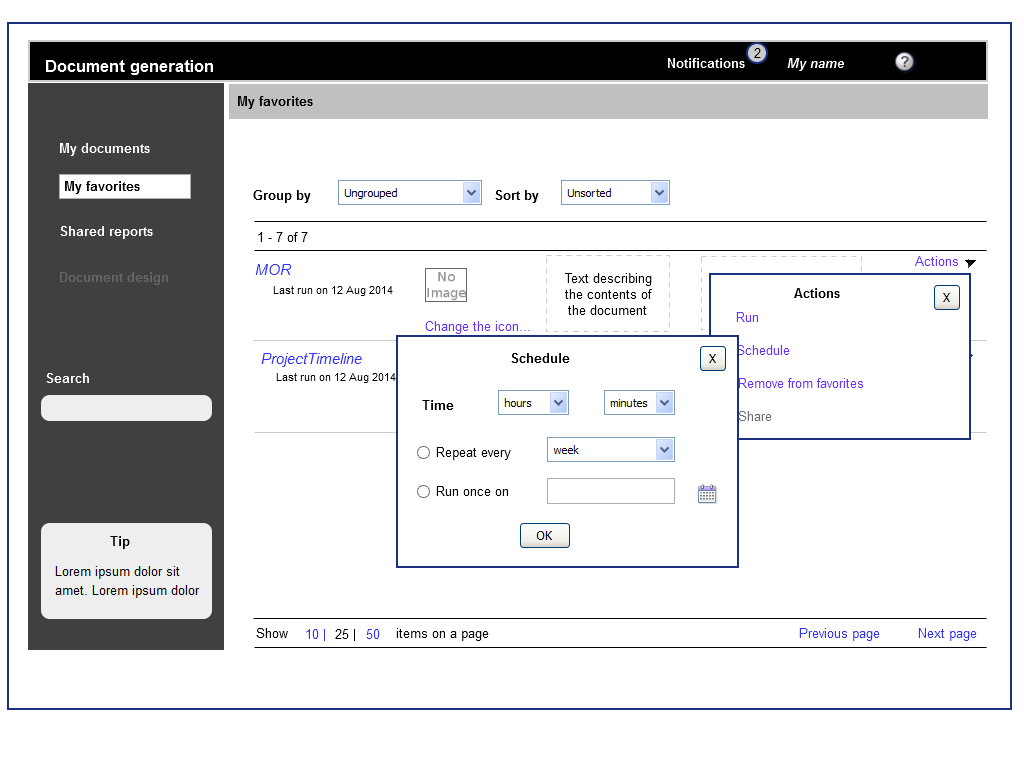 Document generation
Notifications 2 My name ?
My favorites
My documents
My favorites
Shared reports
Document design
Search
Tip
Lorem ipsum dolor sit
amet. Lorem ipsum dolor
Group by Ungrouped Sort by Unsorted
1 - 7 of 7
MOR
Last run on 12 Aug 2014
No
Image
Change the icon...
Text describing
the contents of
the document
Actions
ProjectTimeline
Last run on 12 Aug 2014
Actions X
Run
Schedule
Remove from favorites
Share
Schedule X
Time hours minutes
Repeat every week
Run once on
OK
Show 10 | 25 | 50 items on a page Previous page Next page